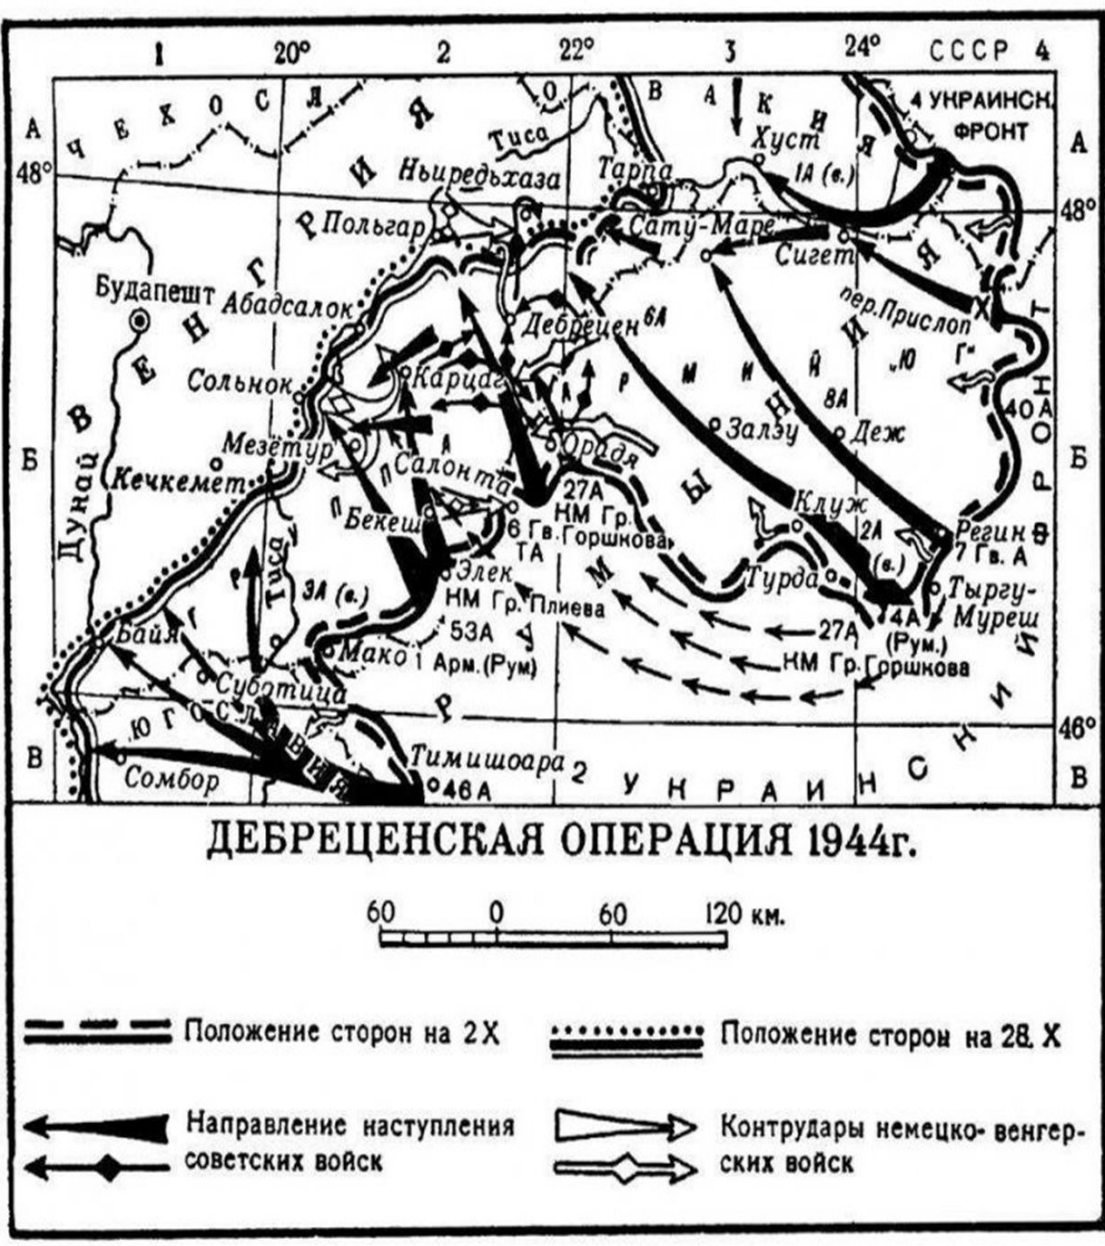 1 20° 2 22° 3 24° СССР 4
А
ЧЕХОСЛОВАКИЯ
4 УКРАИНСК.
ФРОНТ
А
48°
Тиса
Хуст
Ньиредьхаза
Тарпа
1А (в.)
48°
Польгар
Сату-Маре
Сигет
ВЕНГРИЯ
Будапешт
Абадсалок
пер. Прислоп
Дебрецен
6А
Сольнок
Карцаг
8А
Г „Ю
40А
Мезётур
Орадя
Залэу
Деж
Б
Б
Кечкемет
Салонта
Дунай
27А
КМ Гр.
Горшкова
Клуж
2А
(в.)
Регин
7 Гв. А
Бекеш
6 Гв.
ТА
Тиса
3А (в.)
Элек
КМ Гр. Плиева
Турда
Тыргу-
Муреш
4А
(Рум.)
53А
27А
КМ Гр. Горшкова
Байя
Мако
1 Арм. (Рум)
РУМЫНИЯ
Суботица
ЮГОСЛАВИЯ
46°
В
Сомбор
Тимишоара
46А
2 УКРАИНСКИЙ ФРОНТ
В
ДЕБРЕЦЕНСКАЯ ОПЕРАЦИЯ 1944г.
60 0 60 120 км.
Положение сторон на 2 X
Положение сторон на 28. X
Направление наступления
советских войск
Контрудары немецко-венгер-
ских войск